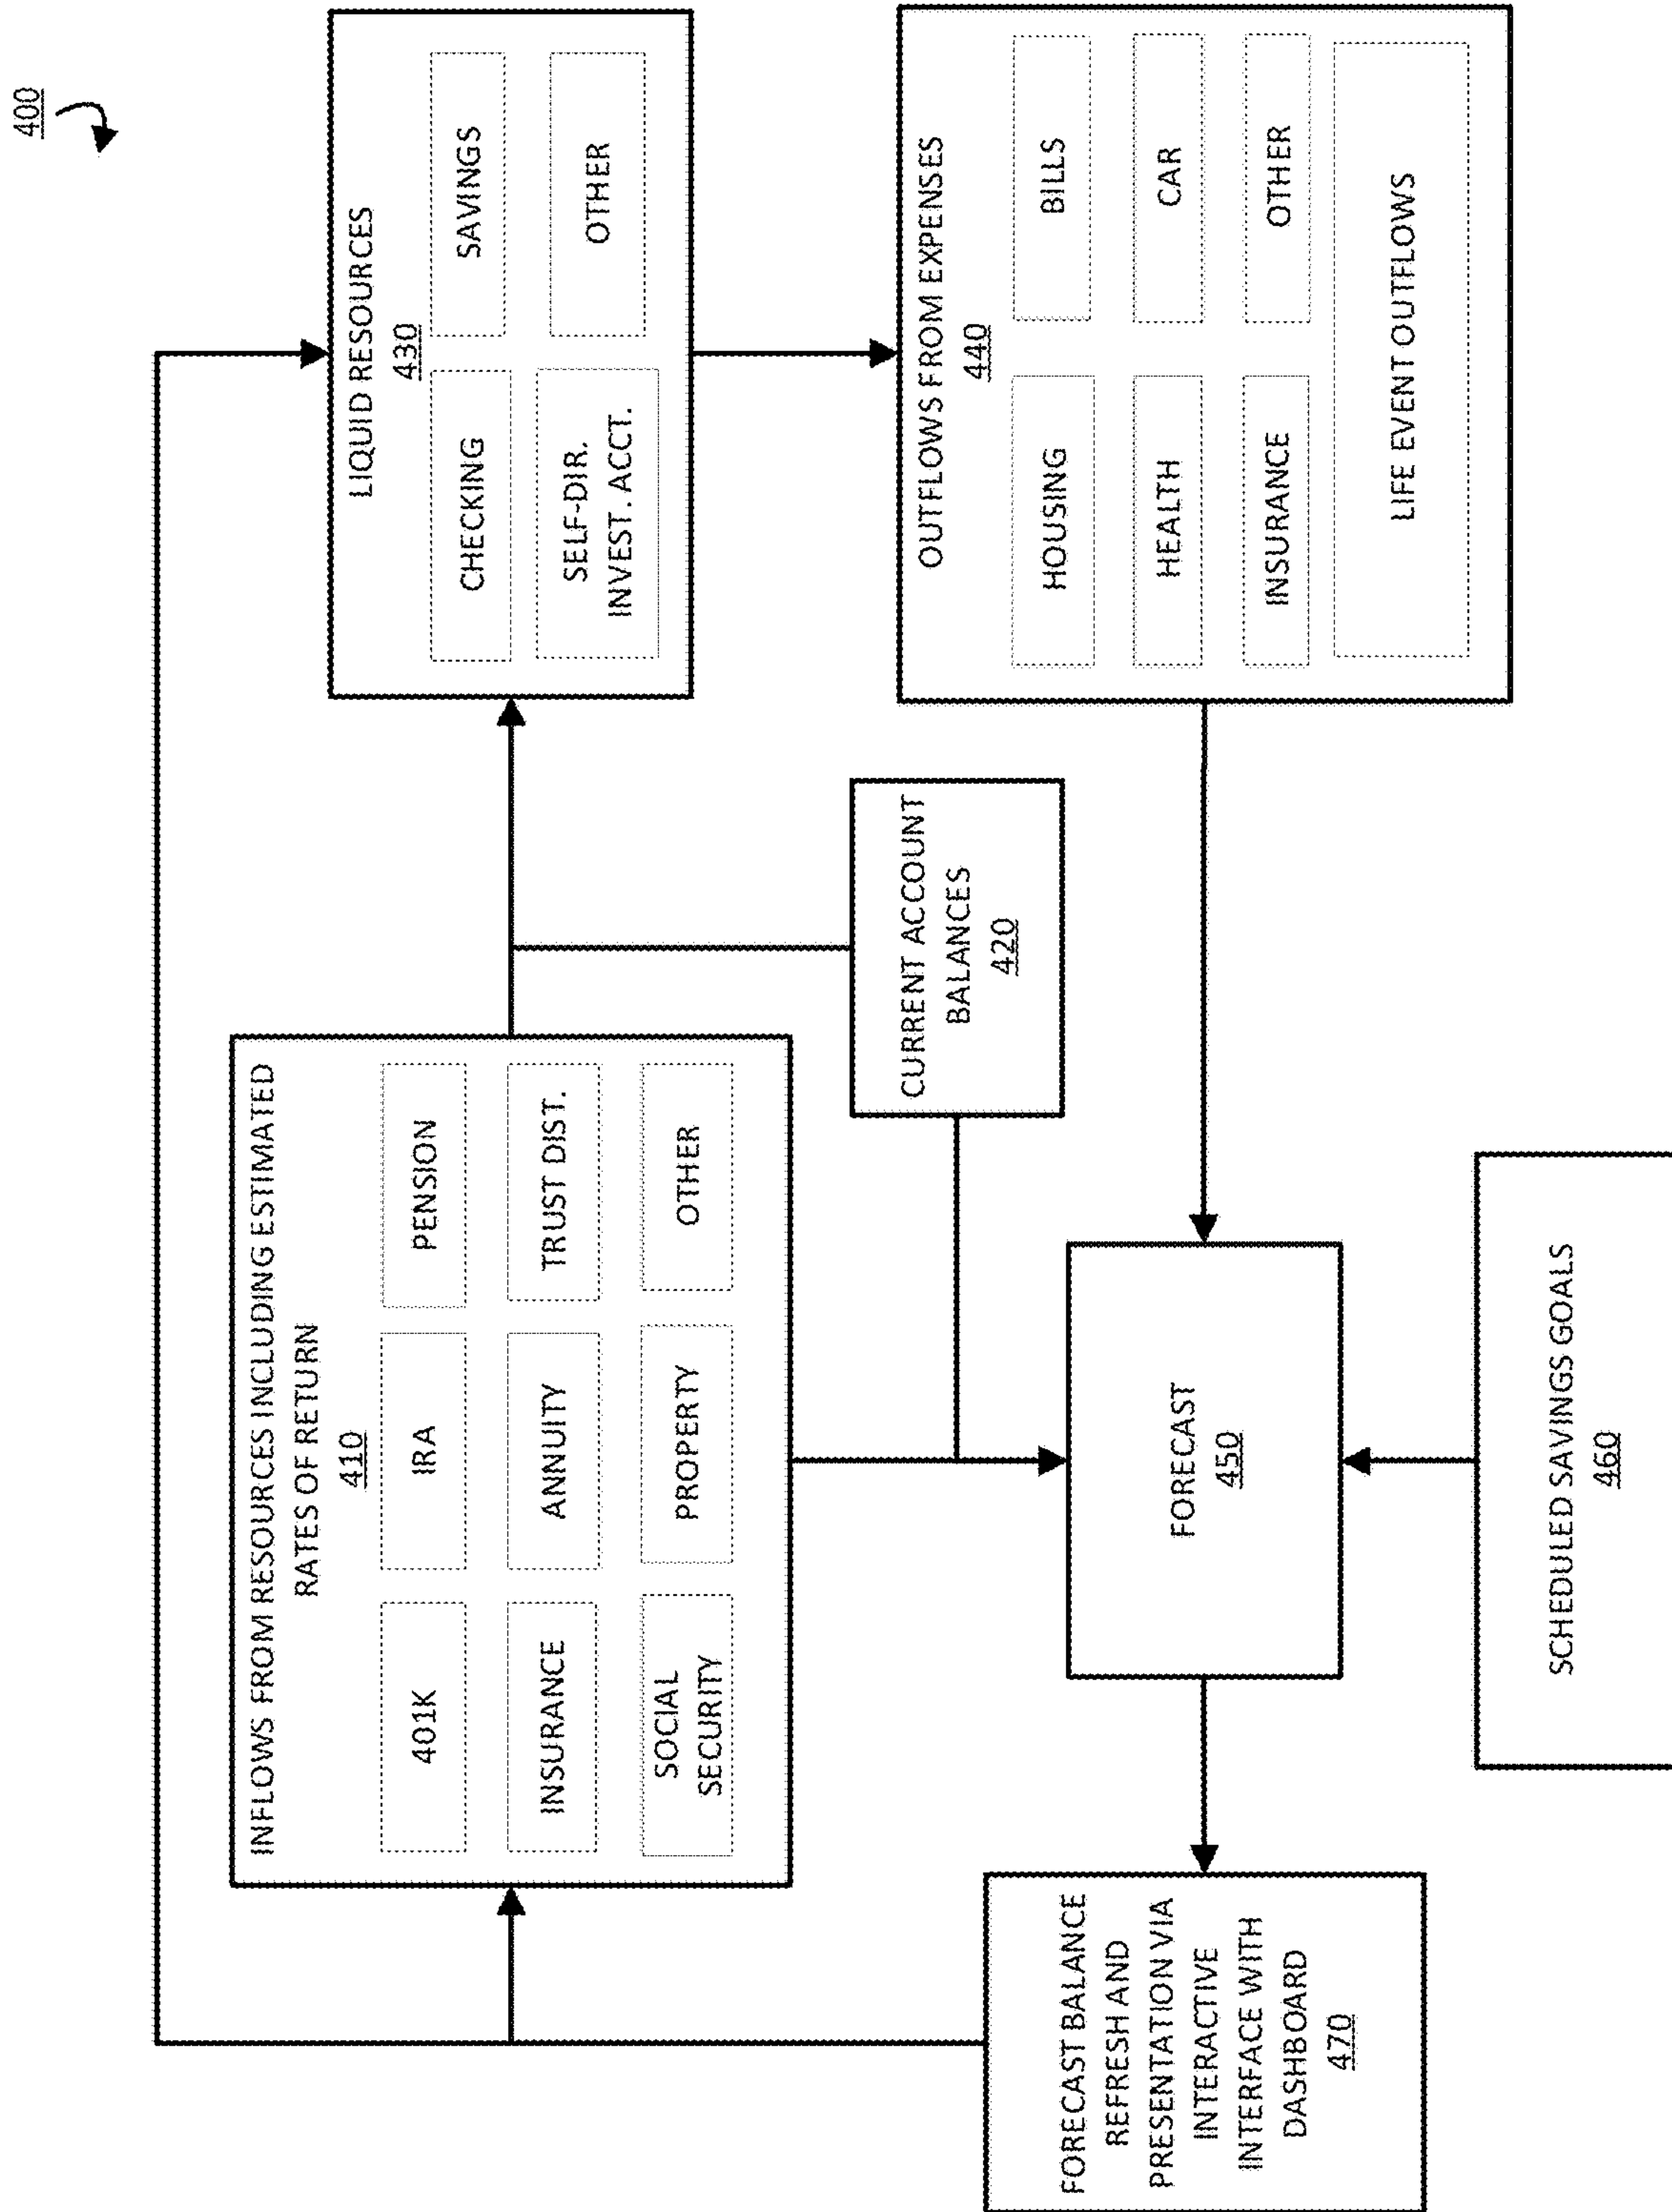 400
INFLOWS FROM RESOURCES INCLUDING ESTIMATED
RATES OF RETURN
410
401K
IRA
PENSION
INSURANCE
ANNUITY
TRUST DIST.
SOCIAL
SECURITY
PROPERTY
OTHER
LIQUID RESOURCES
430
CHECKING
SAVINGS
SELF-DIR.
INVEST. ACCT.
OTHER
CURRENT ACCOUNT
BALANCES
420
OUTFLOWS FROM EXPENSES
440
HOUSING
BILLS
HEALTH
CAR
INSURANCE
OTHER
LIFE EVENT OUTFLOWS
FORECAST BALANCE
REFRESH AND
PRESENTATION VIA
INTERACTIVE
INTERFACE WITH
DASHBOARD
470
FORECAST
450
SCHEDULED SAVINGS GOALS
460